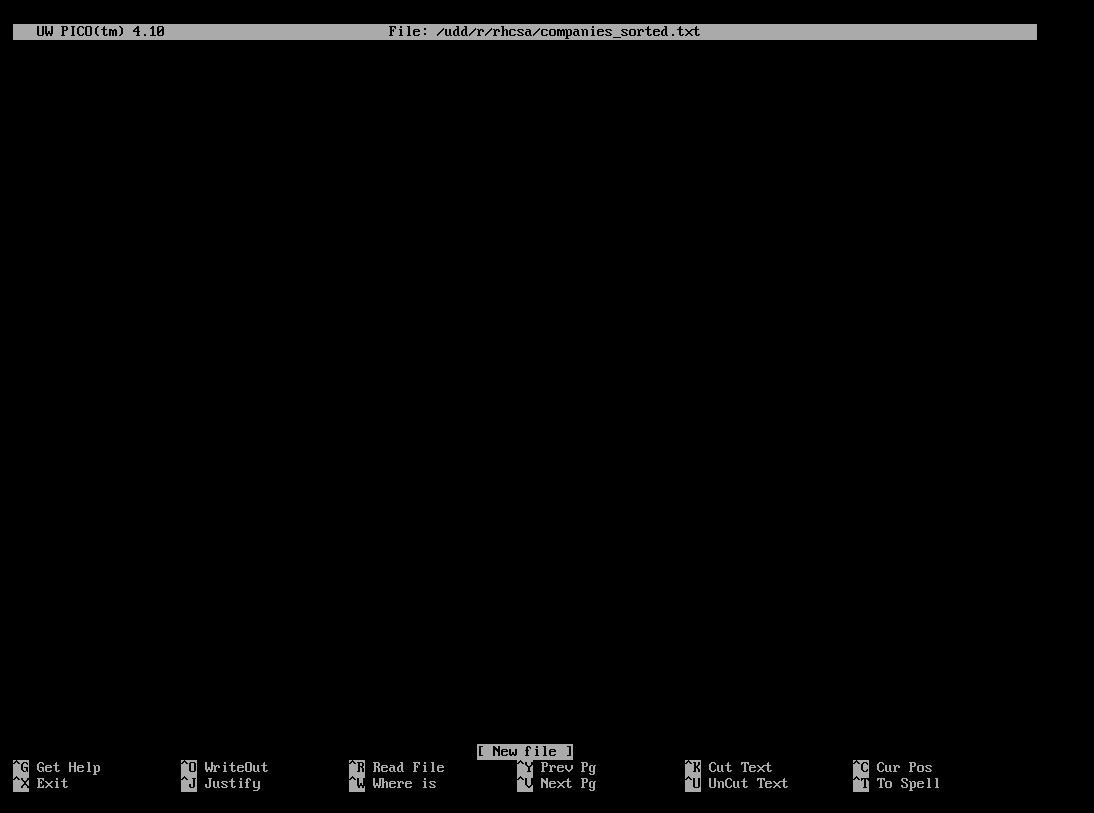 UW PICO(tm) 4.10 File: /udd/r/rhcsa/companies_sorted.txt
[ New file ]
^G Get Help ^O WriteOut ^R Read File ^Y Prev Pg ^K Cut Text ^C Cur Pos
^X Exit ^J Justify ^W Where is ^V Next Pg ^U UnCut Text ^T To Spell